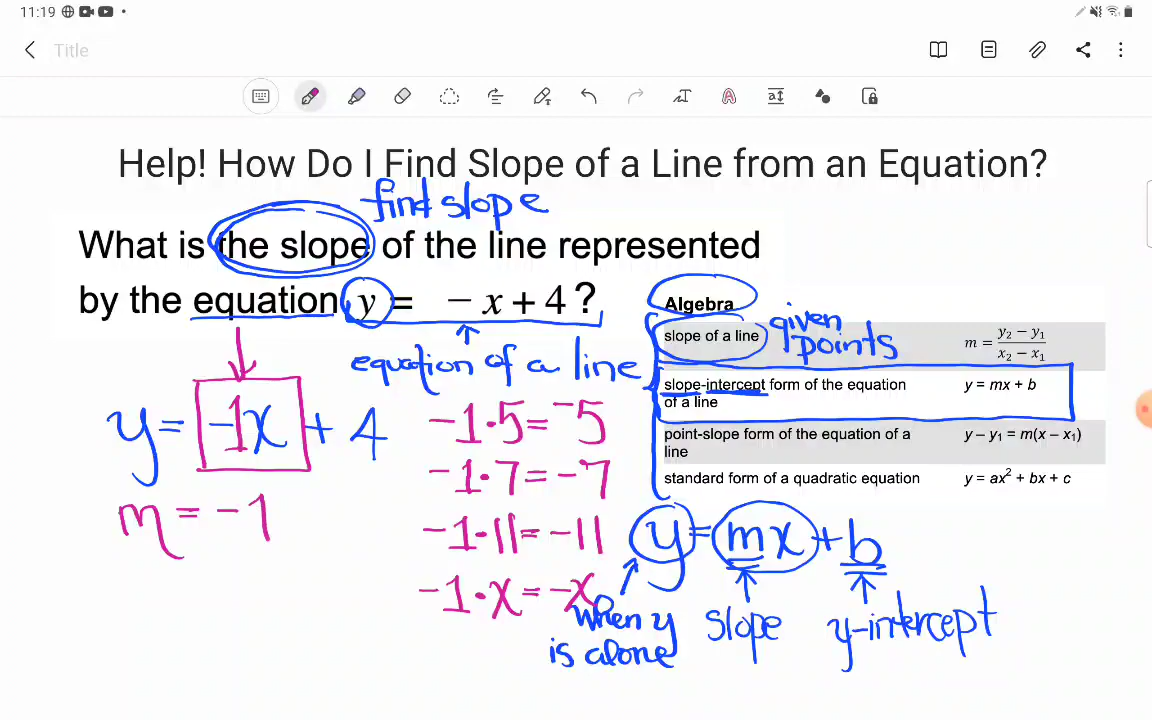 11:19
Title
Help! How Do I Find Slope of a Line from an Equation?
find slope
What is the slope of the line represented
by the equation y = − x + 4 ?
equation of a line
y = -1x + 4
m = -1
-1·5 = -5
-1·7 = -7
-1·11 = -11
-1·x = -x
Algebra
slope of a line
given points
m = y₂ − y₁ / x₂ − x₁
slope-intercept form of the equation
of a line
y = mx + b
point-slope form of the equation of a
line
y − y₁ = m(x − x₁)
standard form of a quadratic equation
y = ax² + bx + c
y = mx + b
when y
is alone
slope
y-intercept